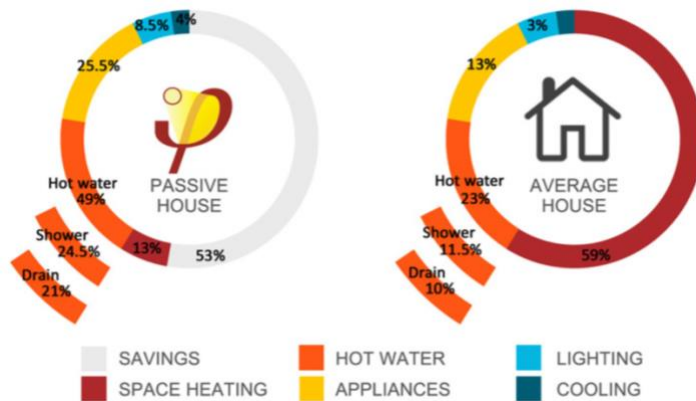 8.5%
4%
25.5%
Hot water
49%
PASSIVE
HOUSE
Shower
24.5%
Drain
21%
13%
53%
3%
13%
Hot water
23%
AVERAGE
HOUSE
Shower
11.5%
Drain
10%
59%
SAVINGS
HOT WATER
LIGHTING
SPACE HEATING
APPLIANCES
COOLING